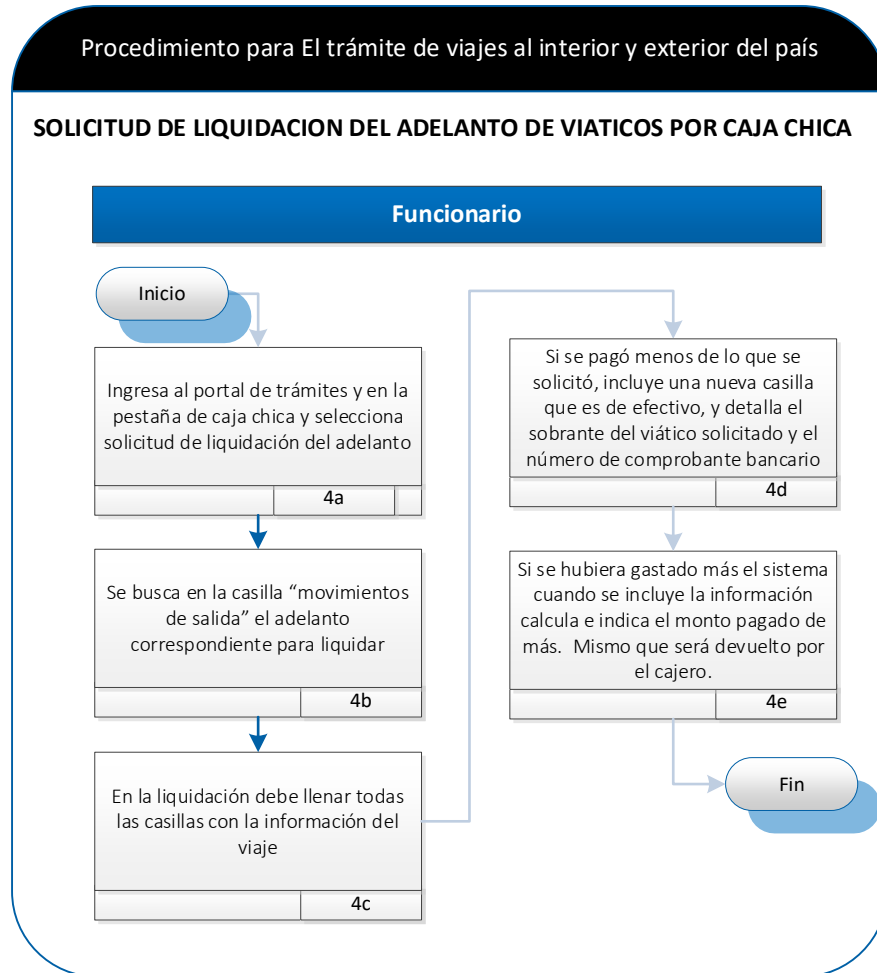 Procedimiento para El trámite de viajes al interior y exterior del país
SOLICITUD DE LIQUIDACION DEL ADELANTO DE VIATICOS POR CAJA CHICA
Funcionario
Inicio
Ingresa al portal de trámites y en la
pestaña de caja chica y selecciona
solicitud de liquidación del adelanto
4a
Se busca en la casilla “movimientos
de salida” el adelanto
correspondiente para liquidar
4b
En la liquidación debe llenar todas
las casillas con la información del
viaje
4c
Si se pagó menos de lo que se
solicitó, incluye una nueva casilla
que es de efectivo, y detalla el
sobrante del viático solicitado y el
número de comprobante bancario
4d
Si se hubiera gastado más el sistema
cuando se incluye la información
calcula e indica el monto pagado de
más.  Mismo que será devuelto por
el cajero.
4e
Fin